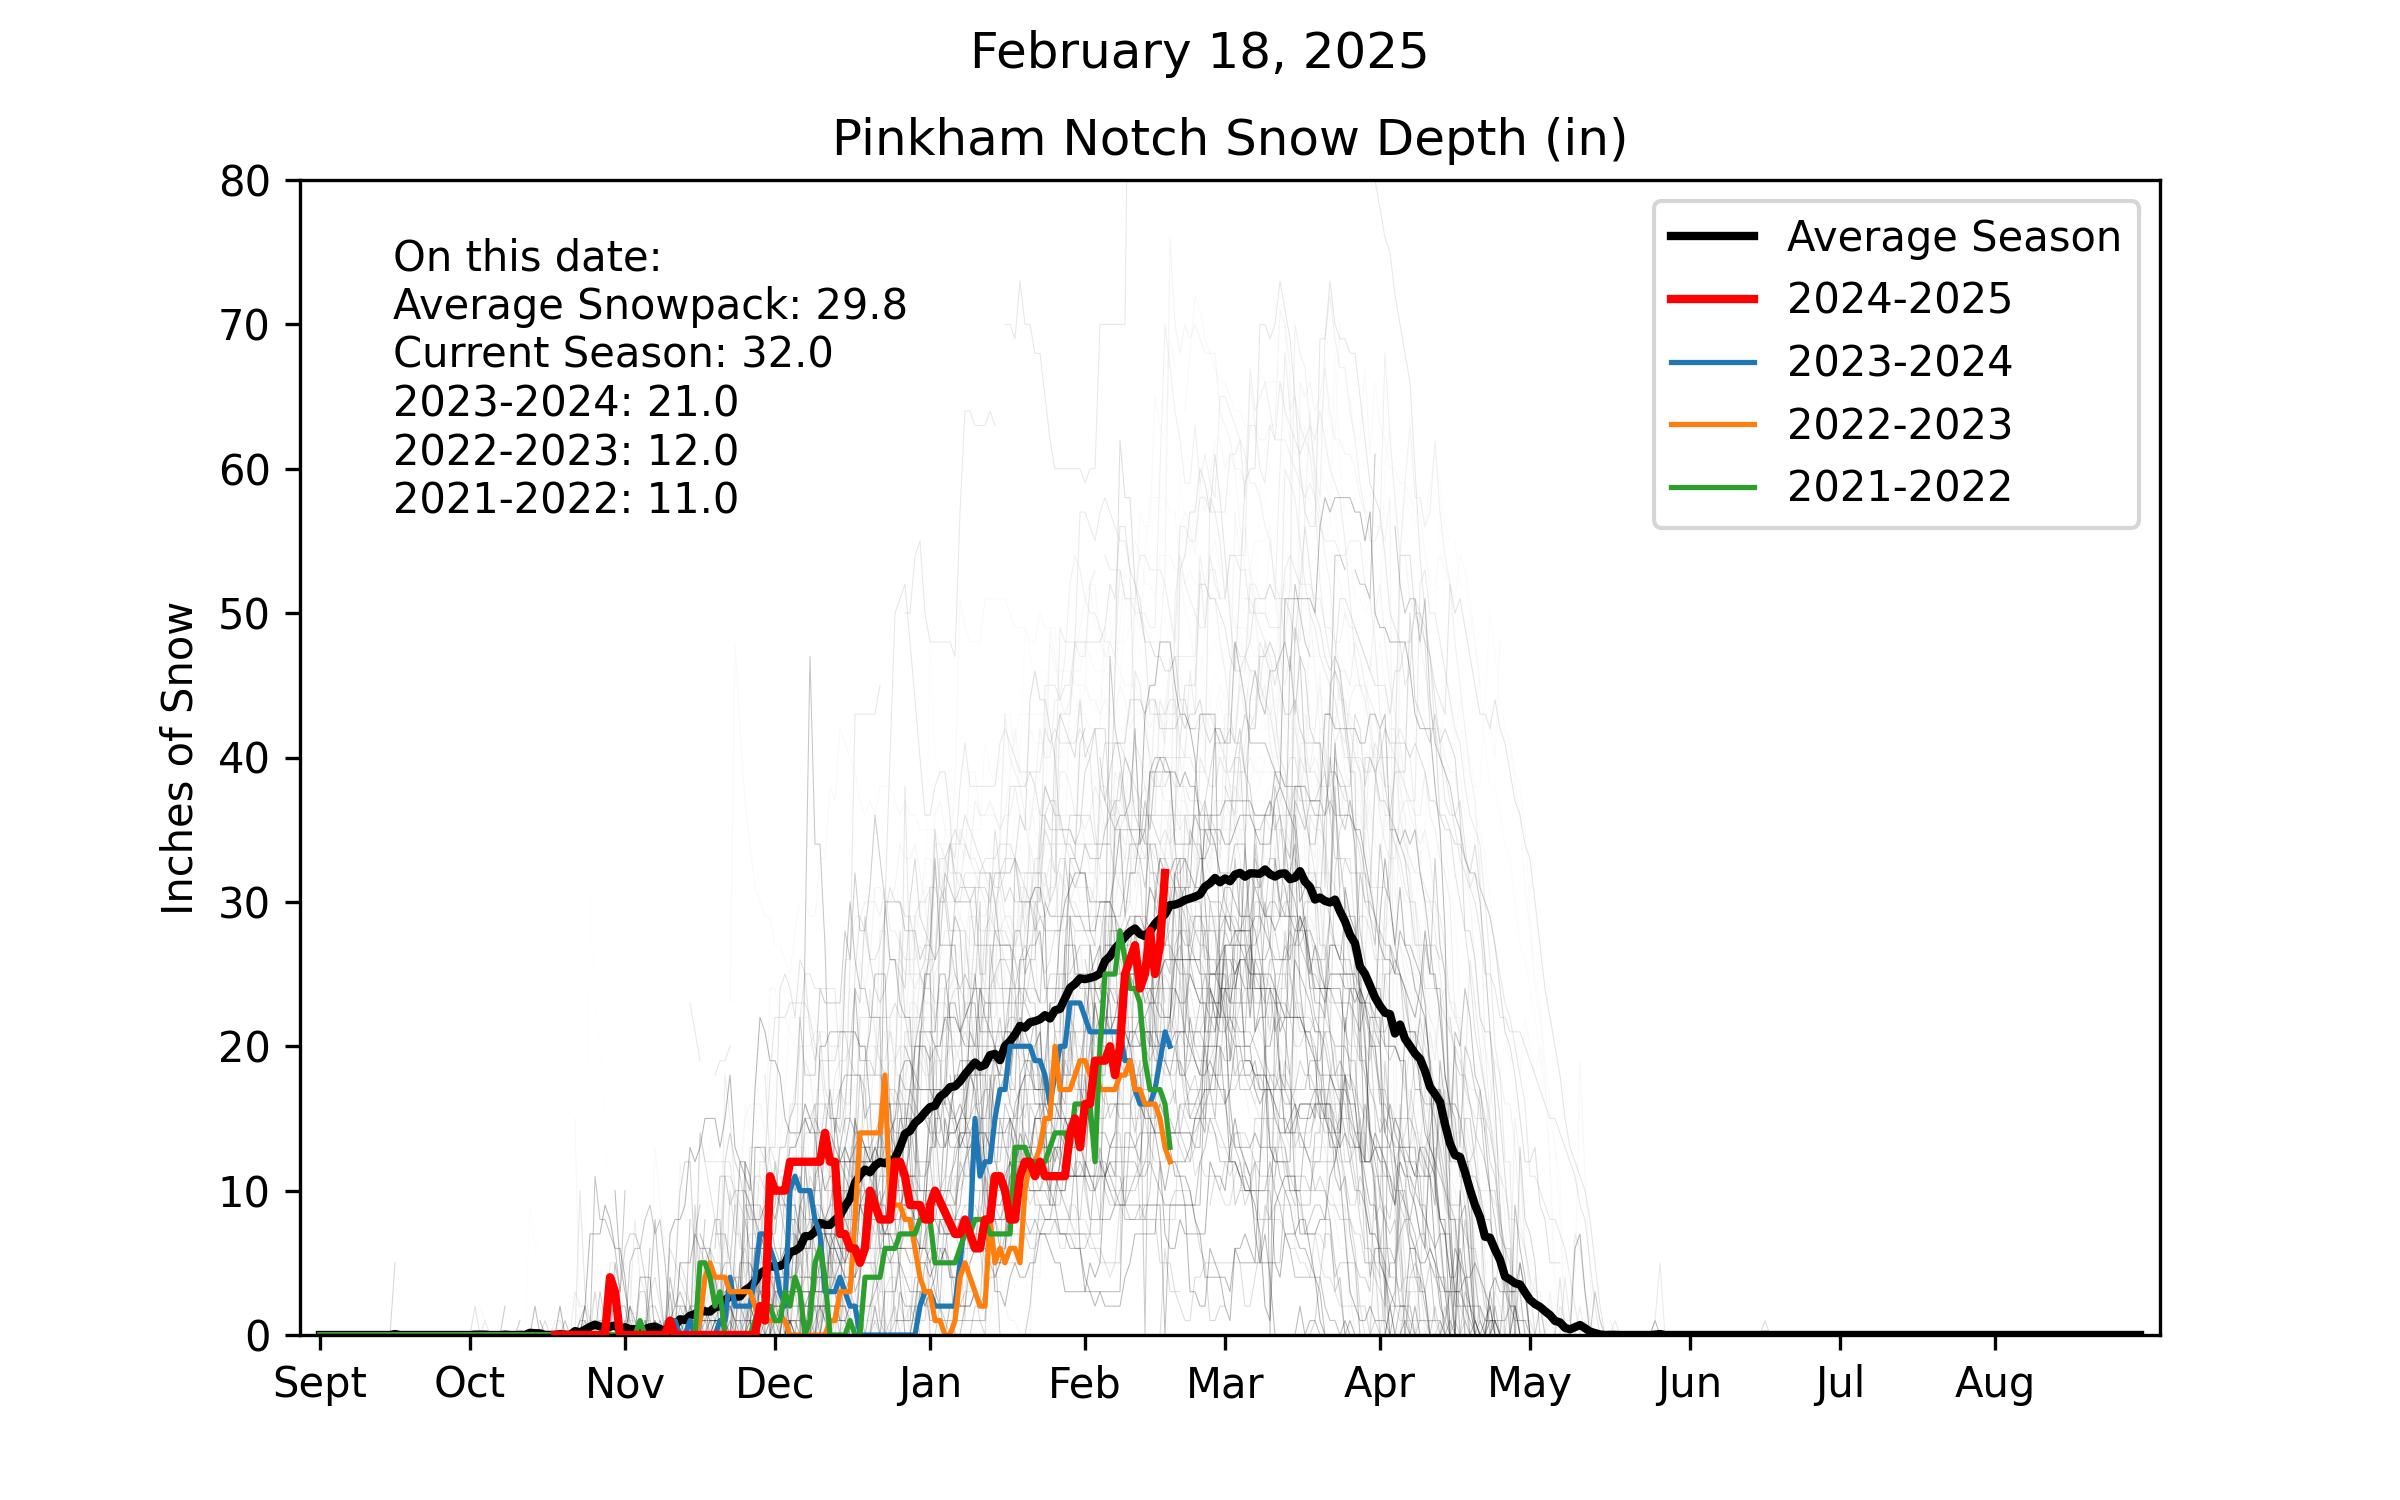 February 18, 2025
Pinkham Notch Snow Depth (in)
80
70
60
50
40
30
20
10
0
Inches of Snow
On this date:
Average Snowpack: 29.8
Current Season: 32.0
2023-2024: 21.0
2022-2023: 12.0
2021-2022: 11.0
Average Season
2024-2025
2023-2024
2022-2023
2021-2022
Sept Oct Nov Dec Jan Feb Mar Apr May Jun Jul Aug